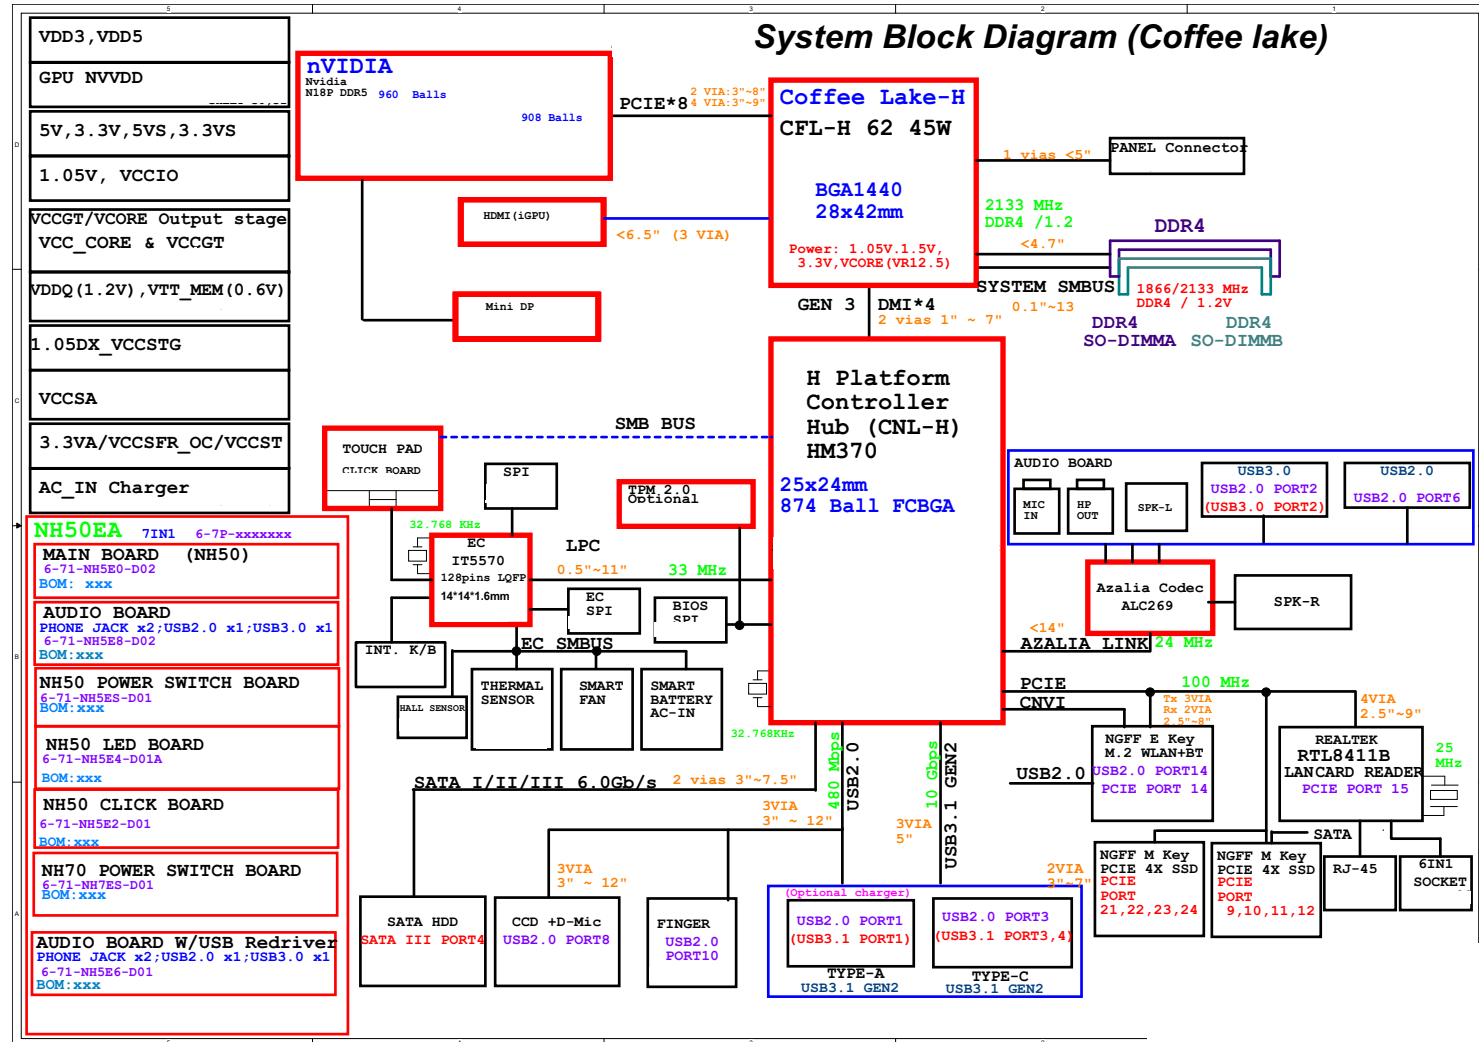 System Block Diagram (Coffee lake)
VDD3,VDD5
GPU NVVDD
5V,3.3V,5VS,3.3VS
1.05V, VCCIO
VCCGT/VCORE Output stage
VCC_CORE & VCCGT
VDDQ(1.2V),VTT_MEM(0.6V)
1.05DX_VCCSTG
VCCSA
3.3VA/VCCSFR_OC/VCCST
AC_IN Charger
NH50EA 7IN1 6-7P-xxxxxxx
MAIN BOARD (NH50)
6-71-NH5E0-D02
BOM: xxx
AUDIO BOARD
PHONE JACK x2;USB2.0 x1;USB3.0 x1
6-71-NH5E8-D02
BOM:xxx
NH50 POWER SWITCH BOARD
6-71-NH5ES-D01
BOM:xxx
NH50 LED BOARD
6-71-NH5E4-D01A
BOM:xxx
NH50 CLICK BOARD
6-71-NH5E2-D01
BOM:xxx
NH70 POWER SWITCH BOARD
6-71-NH7ES-D01
BOM:xxx
AUDIO BOARD W/USB Redriver
PHONE JACK x2;USB2.0 x1;USB3.0 x1
6-71-NH5E6-D01
BOM:xxx
nVIDIA
Nvidia
N18P DDR5 960 Balls
908 Balls
PCIE*8
2 VIA:3"~8"
4 VIA:3"~9"
HDMI(iGPU)
<6.5" (3 VIA)
Mini DP
Coffee Lake-H
CFL-H 62 45W
BGA1440
28x42mm
Power: 1.05V.1.5V,
3.3V,VCORE(VR12.5)
1 vias <5"
PANEL Connector
2133 MHz
DDR4 /1.2
<4.7"
DDR4
SYSTEM SMBUS
0.1"~13
1866/2133 MHz
DDR4 / 1.2V
DDR4
SO-DIMMA
DDR4
SO-DIMMB
GEN 3 DMI*4
2 vias 1" ~ 7"
H Platform
Controller
Hub (CNL-H)
HM370
25x24mm
874 Ball FCBGA
SMB BUS
TOUCH PAD
CLICK BOARD
SPI
TPM 2.0
Optional
32.768 KHz
EC
IT5570
128pins LQFP
14*14*1.6mm
LPC
0.5"~11"
33 MHz
EC
SPI
BIOS
SPI
INT. K/B
EC SMBUS
HALL SENSOR
THERMAL
SENSOR
SMART
FAN
SMART
BATTERY
AC-IN
32.768KHz
AUDIO BOARD
MIC
IN
HP
OUT
SPK-L
USB3.0
USB2.0 PORT2
(USB3.0 PORT2)
USB2.0
USB2.0 PORT6
Azalia Codec
ALC269
SPK-R
<14"
AZALIA LINK 24 MHz
PCIE
100 MHz
CNVI
Tx 3VIA
Rx 2VIA
2.5"~8"
4VIA
2.5"~9"
USB2.0
NGFF E Key
M.2 WLAN+BT
USB2.0 PORT14
PCIE PORT 14
REALTEK
RTL8411B
LANCARD READER
PCIE PORT 15
25
MHz
SATA I/II/III 6.0Gb/s 2 vias 3"~7.5"
480 Mbps
USB2.0
10 Gbps
USB3.1 GEN2
3VIA
3" ~ 12"
3VIA
5"
3VIA
3" ~ 12"
SATA
2VIA
3"~7"
NGFF M Key
PCIE 4X SSD
PCIE
PORT
21,22,23,24
NGFF M Key
PCIE 4X SSD
PCIE
PORT
9,10,11,12
RJ-45
6IN1
SOCKET
SATA HDD
SATA III PORT4
CCD +D-Mic
USB2.0 PORT8
FINGER
USB2.0
PORT10
(Optional charger)
USB2.0 PORT1
(USB3.1 PORT1)
TYPE-A
USB3.1 GEN2
USB2.0 PORT3
(USB3.1 PORT3,4)
TYPE-C
USB3.1 GEN2